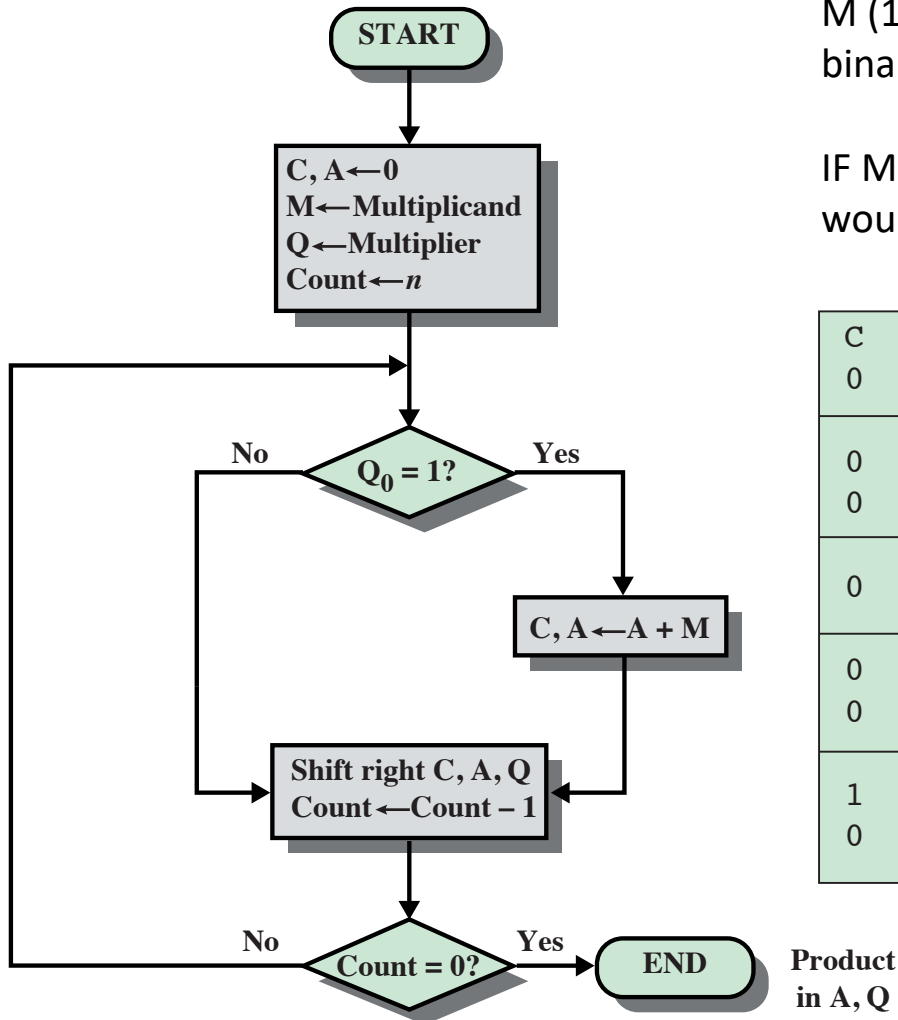 START
M (1
bina
C, A←0
M←Multiplicand
Q←Multiplier
Count←n
IF M
wou
C
0
No
Q0 = 1?
Yes
0
0
0
C, A←A + M
0
0
Shift right C, A, Q
Count←Count – 1
1
0
No
Count = 0?
Yes
END
Product
in A, Q